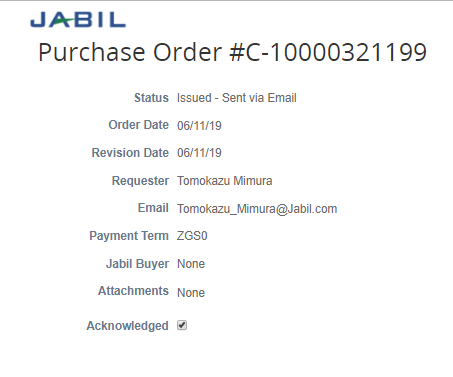 JABIL
Purchase Order #C-10000321199
Status Issued - Sent via Email
Order Date 06/11/19
Revision Date 06/11/19
Requester Tomokazu Mimura
Email Tomokazu_Mimura@Jabil.com
Payment Term ZGS0
Jabil Buyer None
Attachments None
Acknowledged